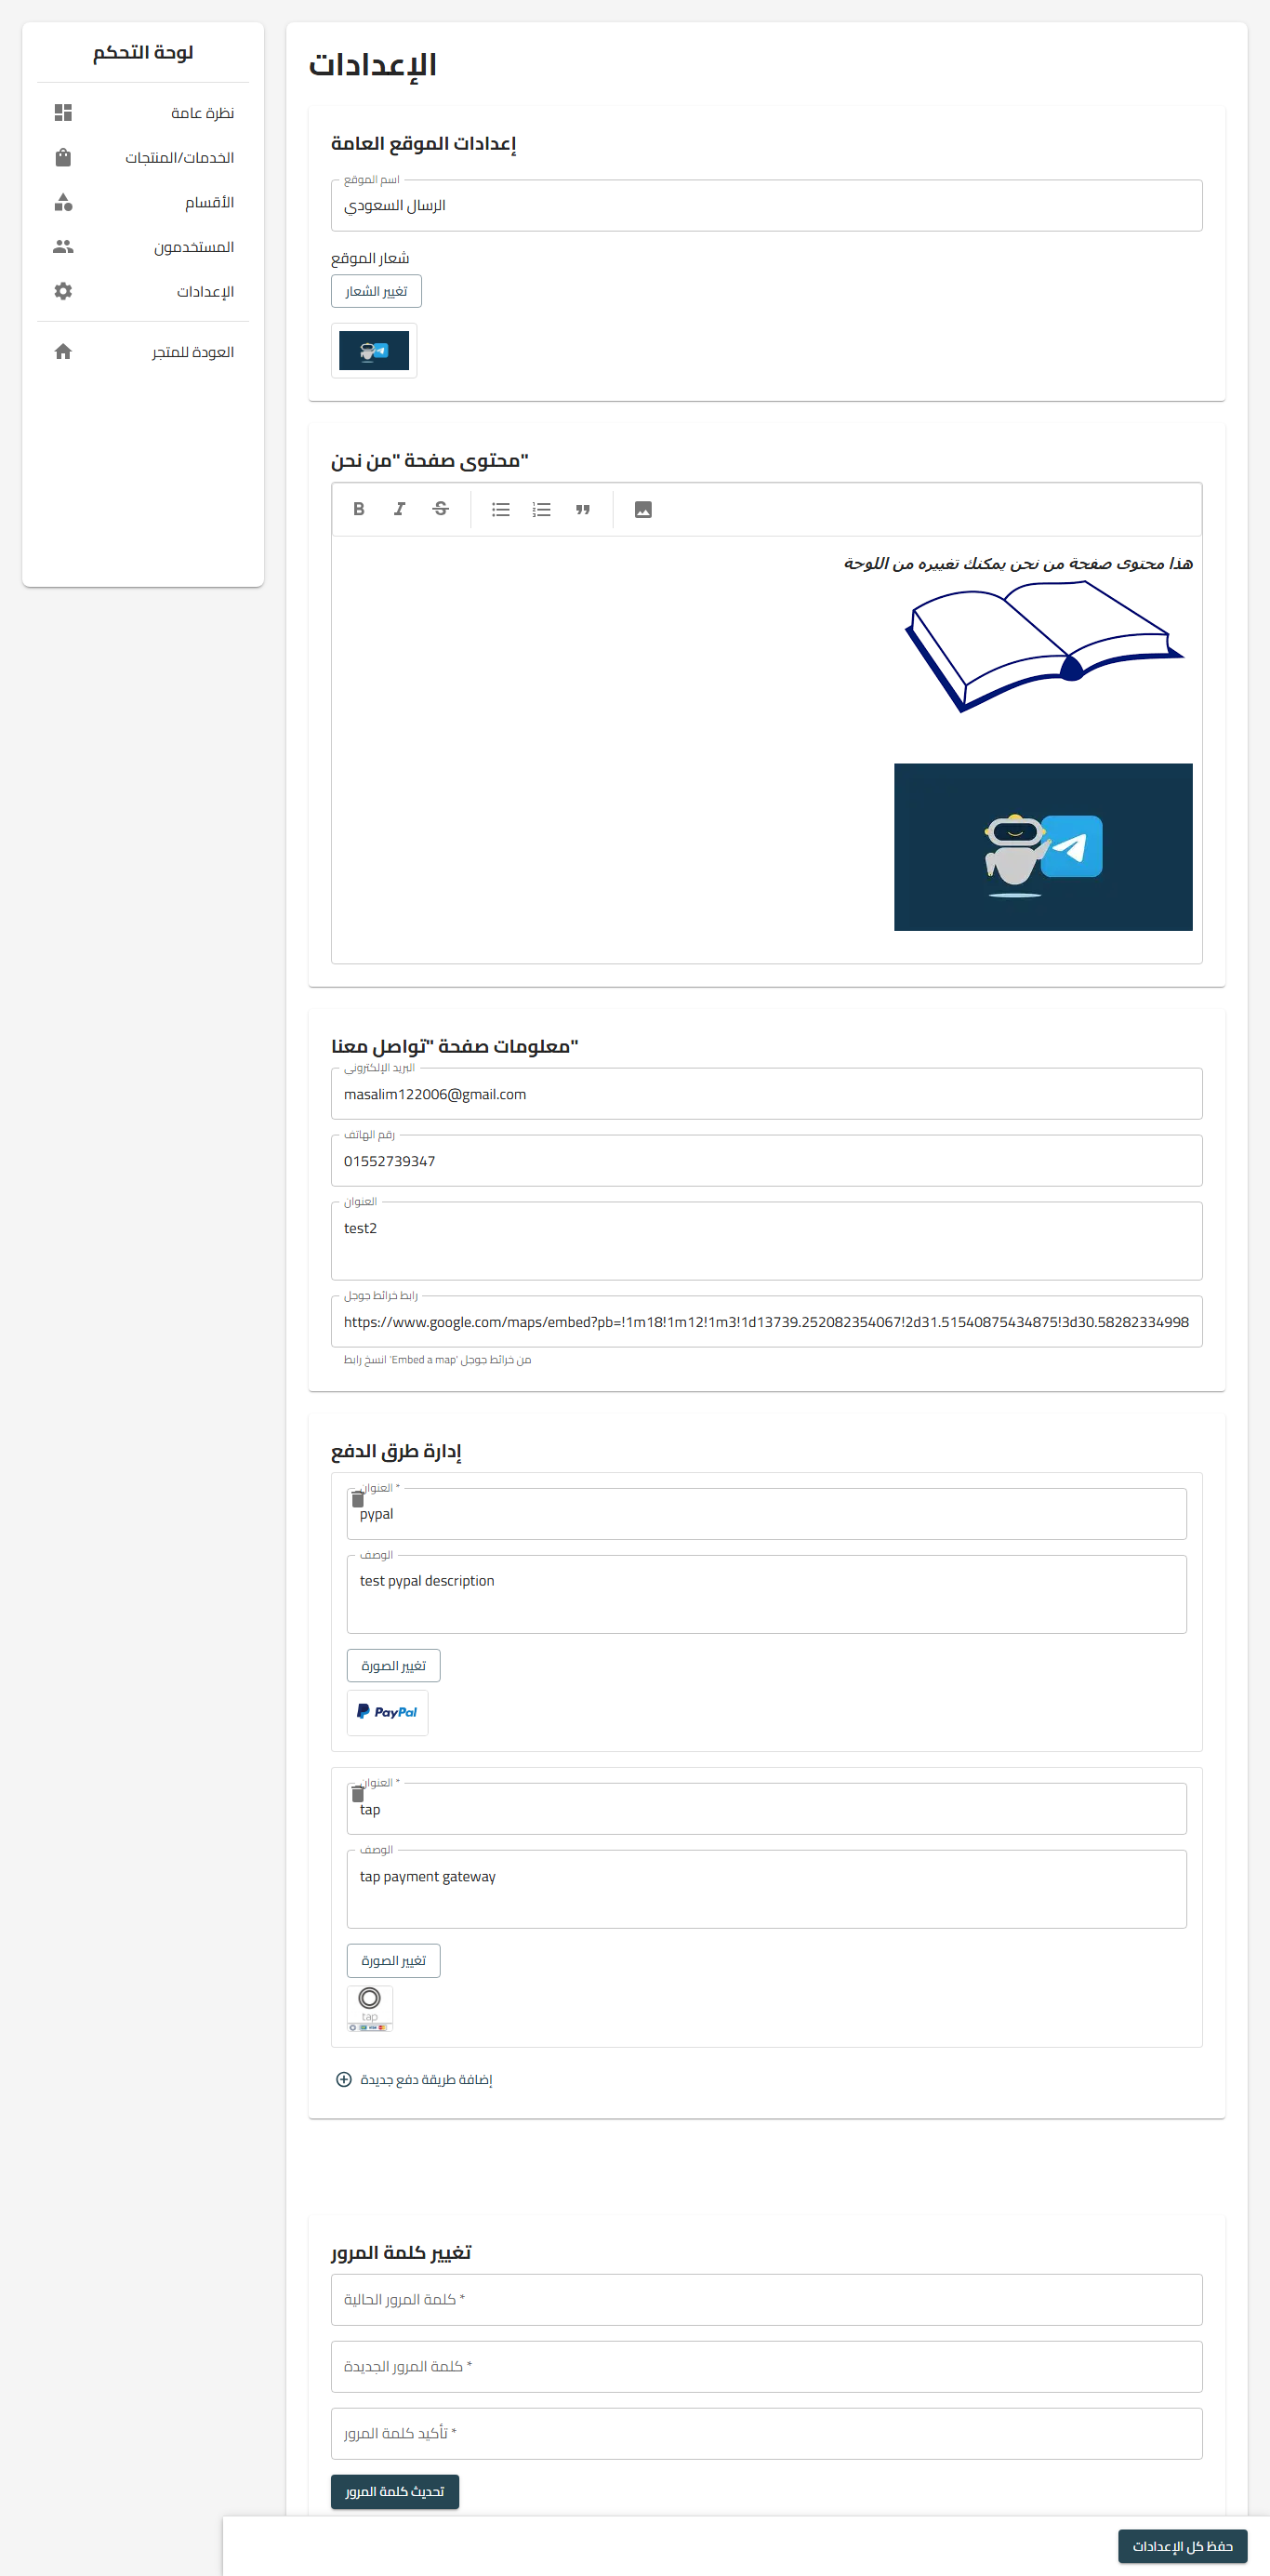 لوحة التحكم
نظرة عامة
الخدمات/المنتجات
الأقسام
المستخدمون
الإعدادات
العودة للمتجر
الإعدادات
إعدادات الموقع العامة
اسم الموقع
الرسال السعودي
شعار الموقع
تغيير الشعار
محتوى صفحة "من نحن"
B I S
هذا محتوى صفحة من نحن يمكنك تغييره من اللوحة
معلومات صفحة "تواصل معنا"
البريد الإلكتروني
masalim122006@gmail.com
رقم الهاتف
01552739347
العنوان
test2
رابط خرائط جوجل
https://www.google.com/maps/embed?pb=!1m18!1m12!1m3!1d13739.252082354067!2d31.51540875434875!3d30.58282334998
انسخ رابط 'Embed a map' من خرائط جوجل
إدارة طرق الدفع
العنوان *
pypal
الوصف
test pypal description
تغيير الصورة
PayPal
العنوان *
tap
الوصف
tap payment gateway
تغيير الصورة
tap
إضافة طريقة دفع جديدة
تغيير كلمة المرور
كلمة المرور الحالية *
كلمة المرور الجديدة *
تأكيد كلمة المرور *
تحديث كلمة المرور
حفظ كل الإعدادات